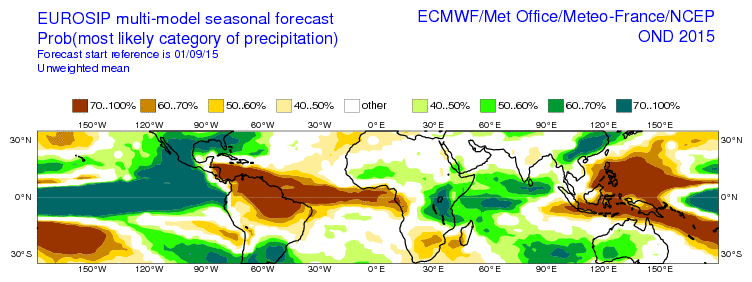 EUROSIP multi-model seasonal forecast
ECMWF/Met Office/Meteo-France/NCEP
Prob(most likely category of precipitation)
OND 2015
Forecast start reference is 01/09/15
Unweighted mean
70..100% 60..70% 50..60% 40..50% other 40..50% 50..60% 60..70% 70..100%
150°W 120°W 90°W 60°W 30°W 0°E 30°E 60°E 90°E 120°E 150°E
30°N 30°N
0°N 0°N
30°S 30°S
150°W 120°W 90°W 60°W 30°W 0°E 30°E 60°E 90°E 120°E 150°E